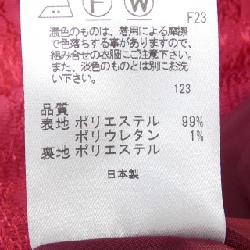 F W F23
濃色のものは、着用による摩擦
で色落ちする事がありますので、
組み合せの衣服にご注意下さい。
また、淡色のものとは別にお洗
い下さい。
123
品質
表地 ポリエステル 99%
ポリウレタン 1%
裏地 ポリエステル
日本製